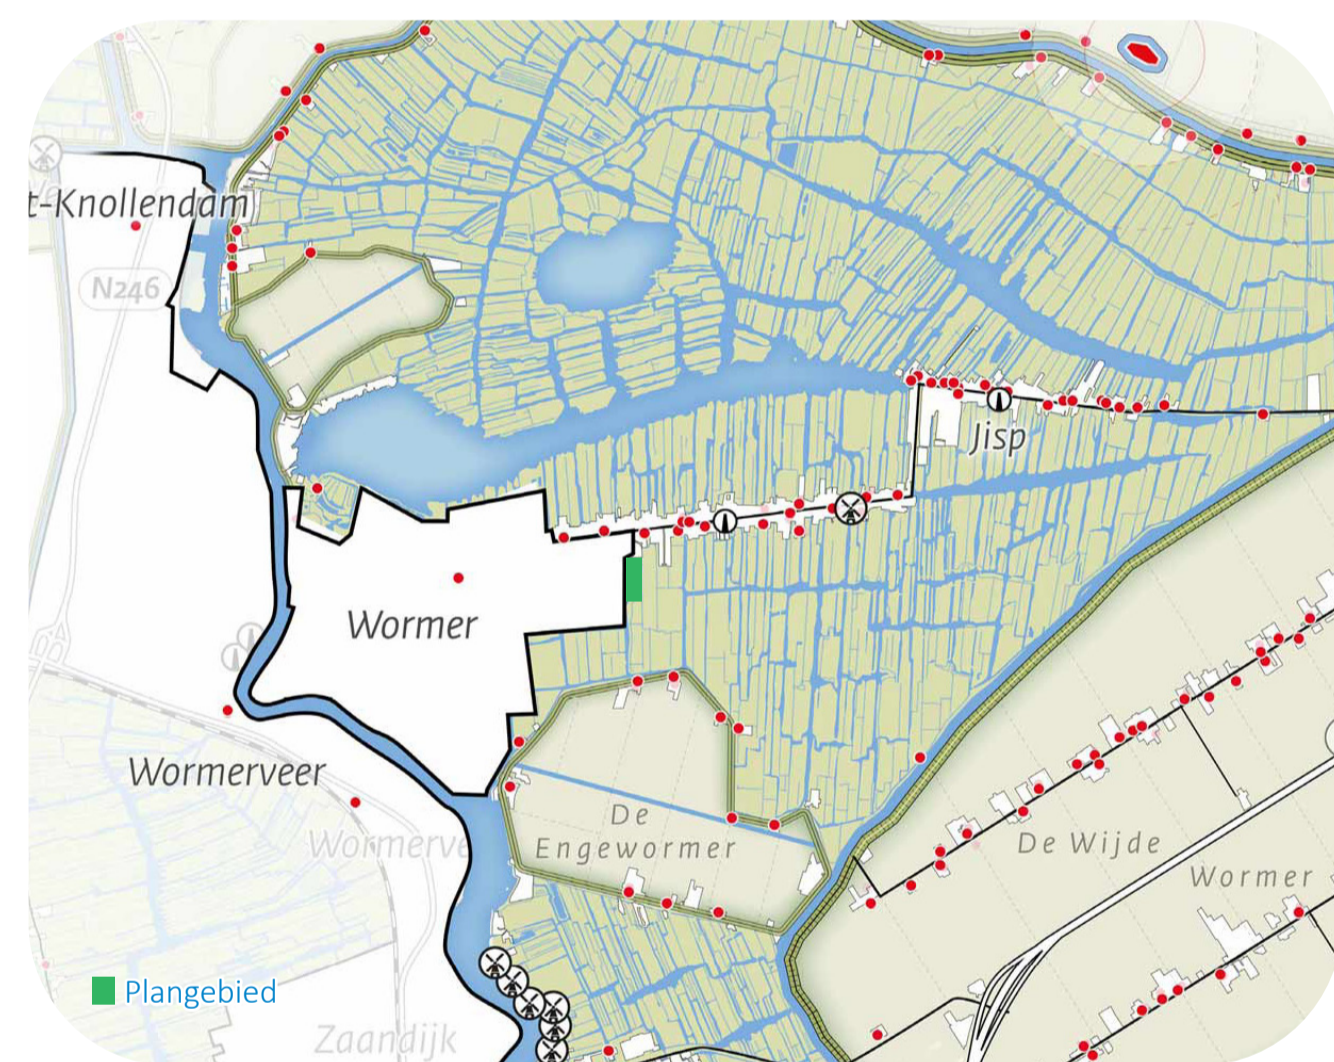 t-Knollendam
N246
Jisp
Wormer
Wormerveer
De
Engewormer
De Wijde
Wormerve
Wormer
Plangebied
Zaandijk